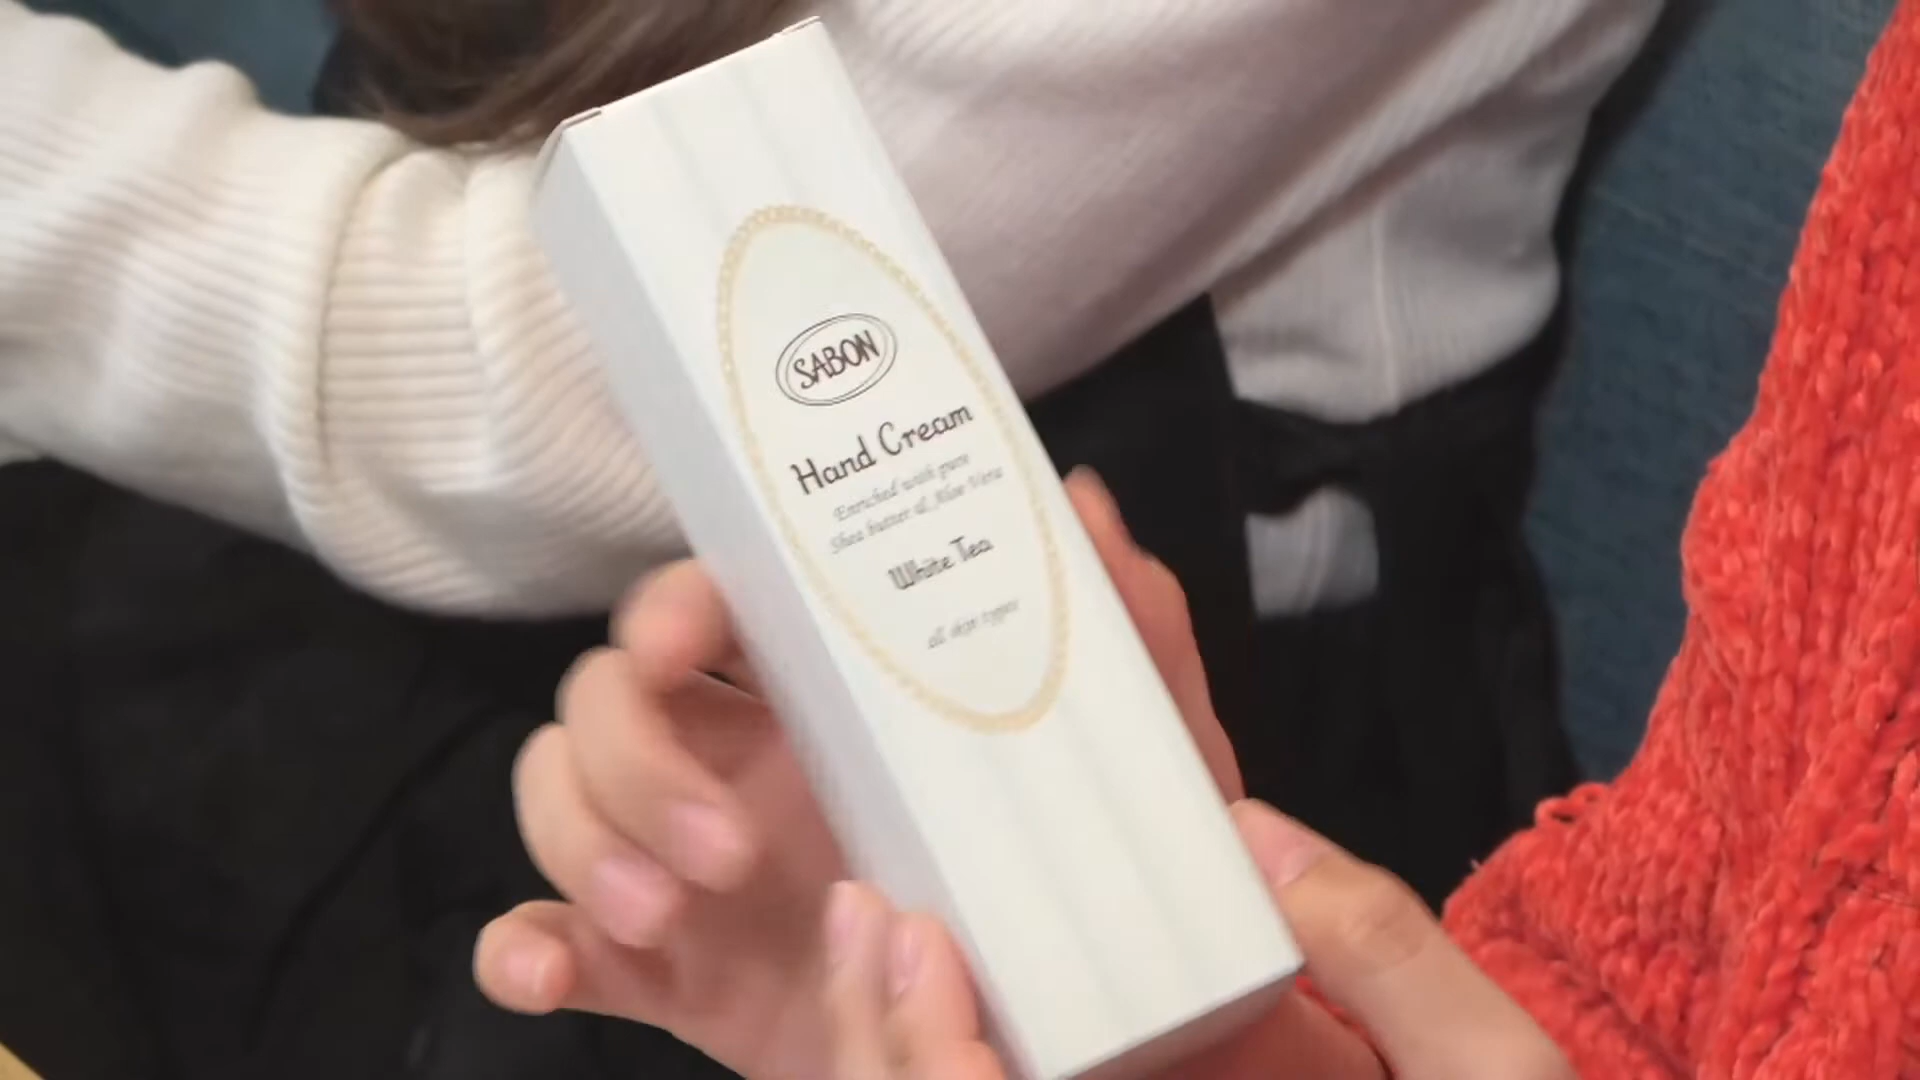 SABON
Hand Cream
Enriched with pure
Shea butter & Aloe Vera
White Tea
all skin types